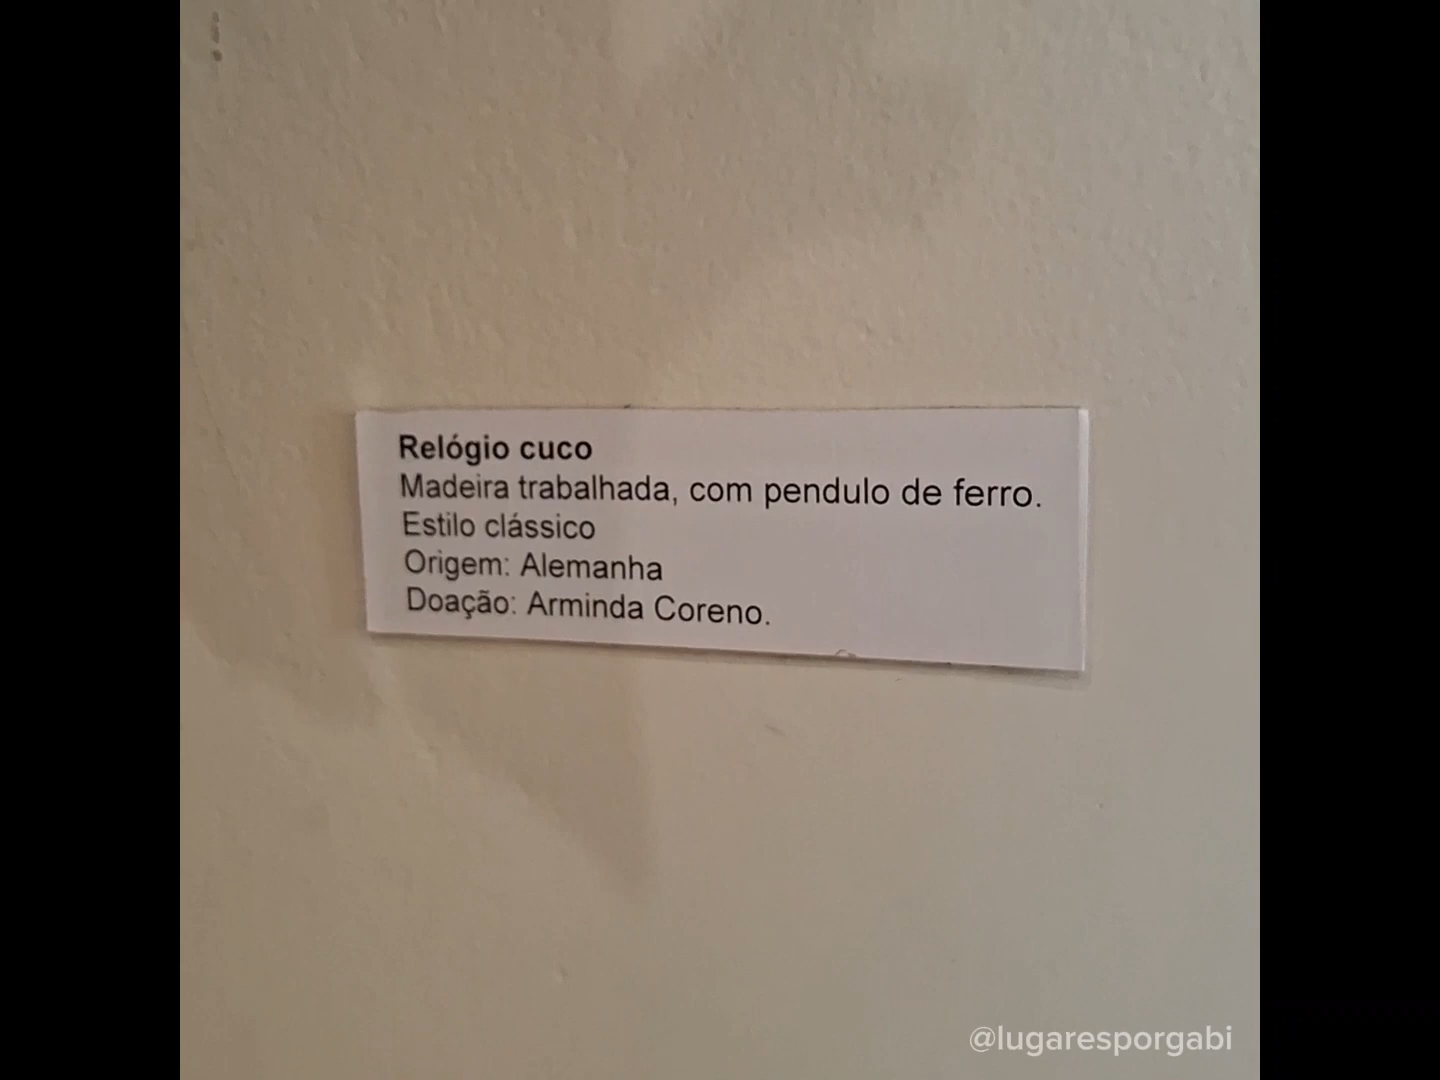 Relógio cuco
Madeira trabalhada, com pendulo de ferro.
Estilo clássico
Origem: Alemanha
Doação: Arminda Coreno.
@lugaresporgabi